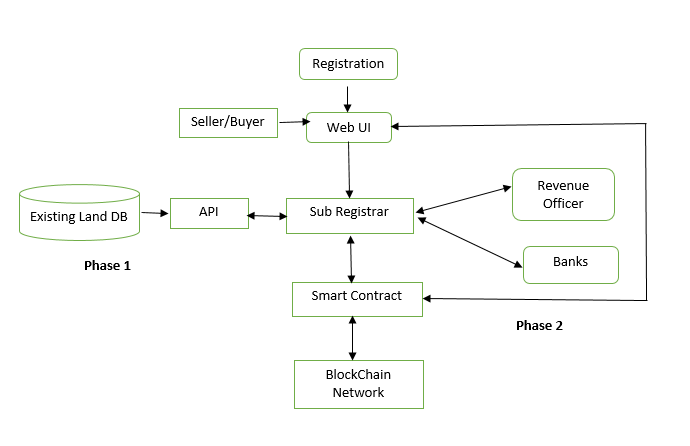 Registration
Seller/Buyer
Web UI
Revenue
Officer
Existing Land DB
API
Sub Registrar
Banks
Phase 1
Smart Contract
Phase 2
BlockChain
Network